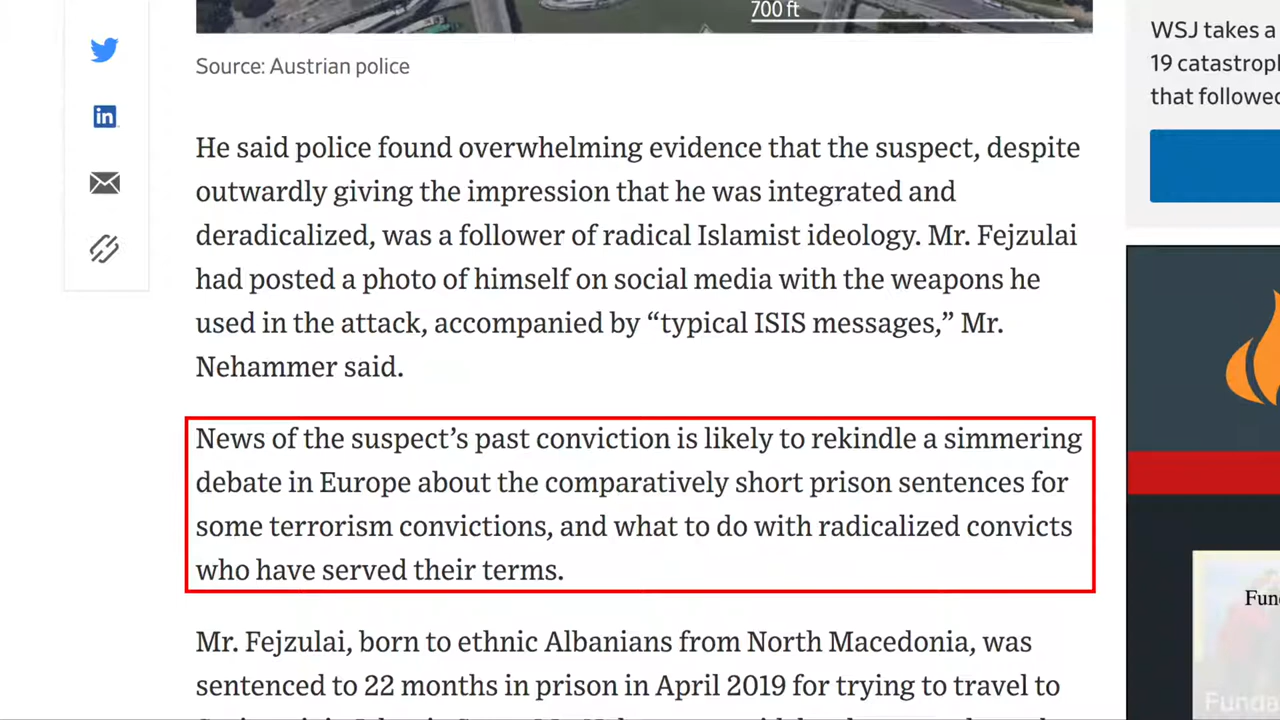 700 ft
Source: Austrian police
He said police found overwhelming evidence that the suspect, despite
outwardly giving the impression that he was integrated and
deradicalized, was a follower of radical Islamist ideology. Mr. Fejzulai
had posted a photo of himself on social media with the weapons he
used in the attack, accompanied by “typical ISIS messages,” Mr.
Nehammer said.
News of the suspect’s past conviction is likely to rekindle a simmering
debate in Europe about the comparatively short prison sentences for
some terrorism convictions, and what to do with radicalized convicts
who have served their terms.
Mr. Fejzulai, born to ethnic Albanians from North Macedonia, was
sentenced to 22 months in prison in April 2019 for trying to travel to
in
WSJ takes a
19 catastroph
that followed
Fun
Funda